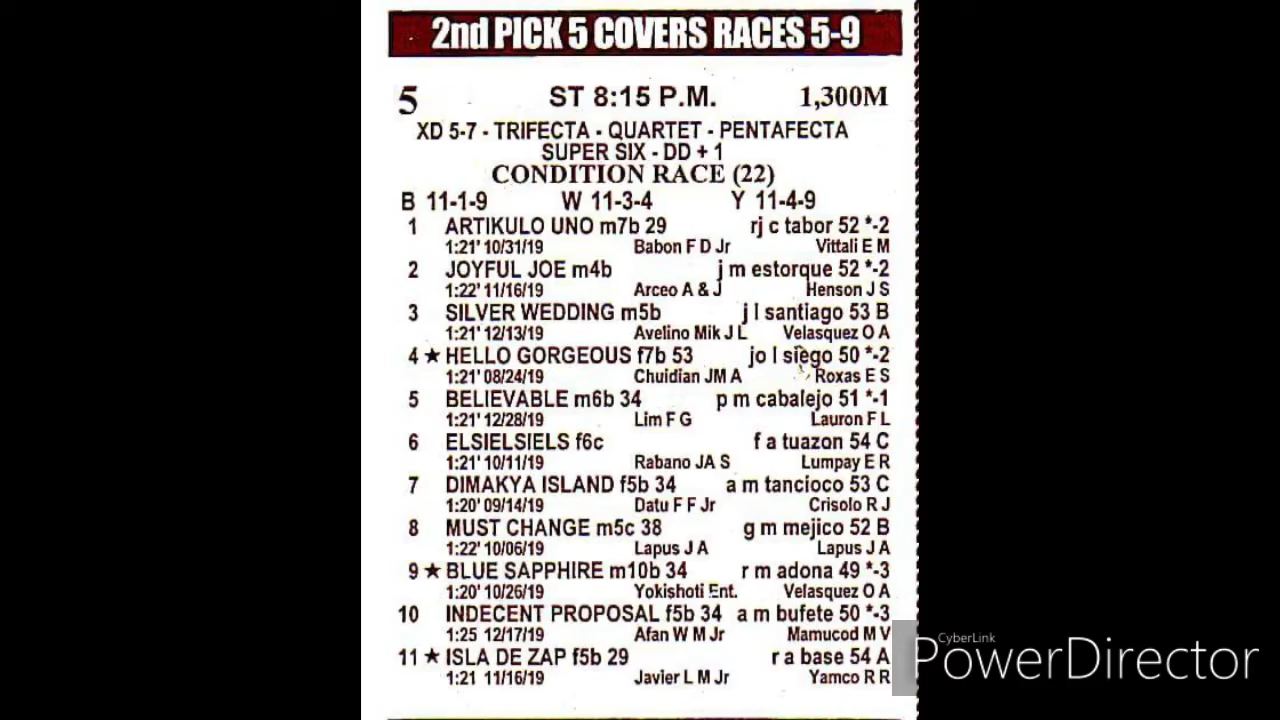 2nd PICK 5 COVERS RACES 5-9
5 ST 8:15 P.M. 1,300M
XD 5-7 - TRIFECTA - QUARTET - PENTAFECTA
SUPER SIX - DD + 1
CONDITION RACE (22)
B 11-1-9 W 11-3-4 Y 11-4-9
1 ARTIKULO UNO m7b 29 rj c tabor 52 *-2
1:21' 10/31/19 Babon F D Jr Vittali E M
2 JOYFUL JOE m4b j m estorque 52 *-2
1:22' 11/16/19 Arceo A & J Henson J S
3 SILVER WEDDING m5b j l santiago 53 B
1:21' 12/13/19 Avelino Mik J L Velasquez O A
4 ★ HELLO GORGEOUS f7b 53 jo l siego 50 *-2
1:21' 08/24/19 Chuidian JM A Roxas E S
5 BELIEVABLE m6b 34 p m cabalejo 51 *-1
1:21' 12/28/19 Lim F G Lauron F L
6 ELSIELSIELS f6c f a tuazon 54 C
1:21' 10/11/19 Rabano JA S Lumpay E R
7 DIMAKYA ISLAND f5b 34 a m tancioco 53 C
1:20' 09/14/19 Datu F F Jr Crisolo R J
8 MUST CHANGE m5c 38 g m mejico 52 B
1:22' 10/06/19 Lapus J A Lapus J A
9 ★ BLUE SAPPHIRE m10b 34 r m adona 49 *-3
1:20' 10/26/19 Yokishoti Ent. Velasquez O A
10 INDECENT PROPOSAL f5b 34 a m bufete 50 *-3
1:25 12/17/19 Afan W M Jr Mamucod M V
11 ★ ISLA DE ZAP f5b 29 r a base 54 A
1:21 11/16/19 Javier L M Jr Yamco R R
CyberLink
PowerDirector